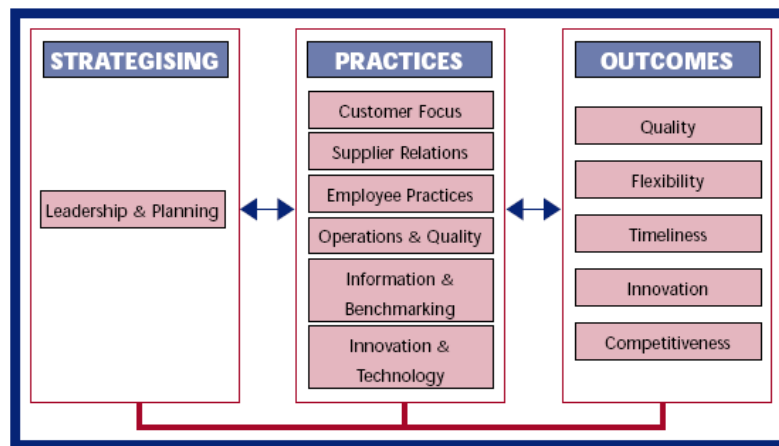 STRATEGISING
Leadership & Planning
PRACTICES
Customer Focus
Supplier Relations
Employee Practices
Operations & Quality
Information &
Benchmarking
Innovation &
Technology
OUTCOMES
Quality
Flexibility
Timeliness
Innovation
Competitiveness